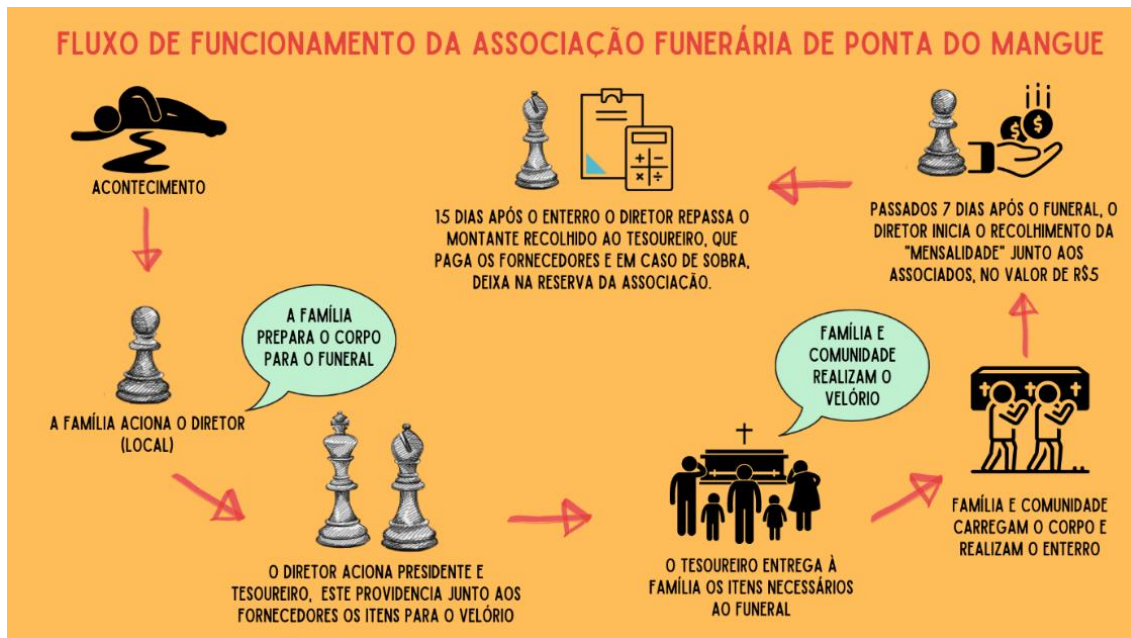 FLUXO DE FUNCIONAMENTO DA ASSOCIAÇÃO FUNERÁRIA DE PONTA DO MANGUE
ACONTECIMENTO
A FAMÍLIA ACIONA O DIRETOR
(LOCAL)
A FAMÍLIA
PREPARA O CORPO
PARA O FUNERAL
O DIRETOR ACIONA PRESIDENTE E
TESOUREIRO, ESTE PROVIDENCIA JUNTO AOS
FORNECEDORES OS ITENS PARA O VELÓRIO
O TESOUREIRO ENTREGA À
FAMÍLIA OS ITENS NECESSÁRIOS
AO FUNERAL
FAMÍLIA E
COMUNIDADE
REALIZAM O
VELÓRIO
FAMÍLIA E COMUNIDADE
CARREGAM O CORPO E
REALIZAM O ENTERRO
PASSADOS 7 DIAS APÓS O FUNERAL, O
DIRETOR INICIA O RECOLHIMENTO DA
"MENSALIDADE" JUNTO AOS
ASSOCIADOS, NO VALOR DE R$5
15 DIAS APÓS O ENTERRO O DIRETOR REPASSA O
MONTANTE RECOLHIDO AO TESOUREIRO, QUE
PAGA OS FORNECEDORES E EM CASO DE SOBRA,
DEIXA NA RESERVA DA ASSOCIAÇÃO.